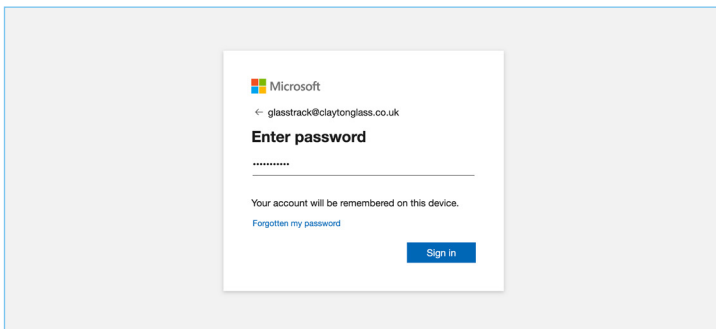 Microsoft
← glasstrack@claytonglass.co.uk
Enter password
•••••••••••
Your account will be remembered on this device.
Forgotten my password
Sign in